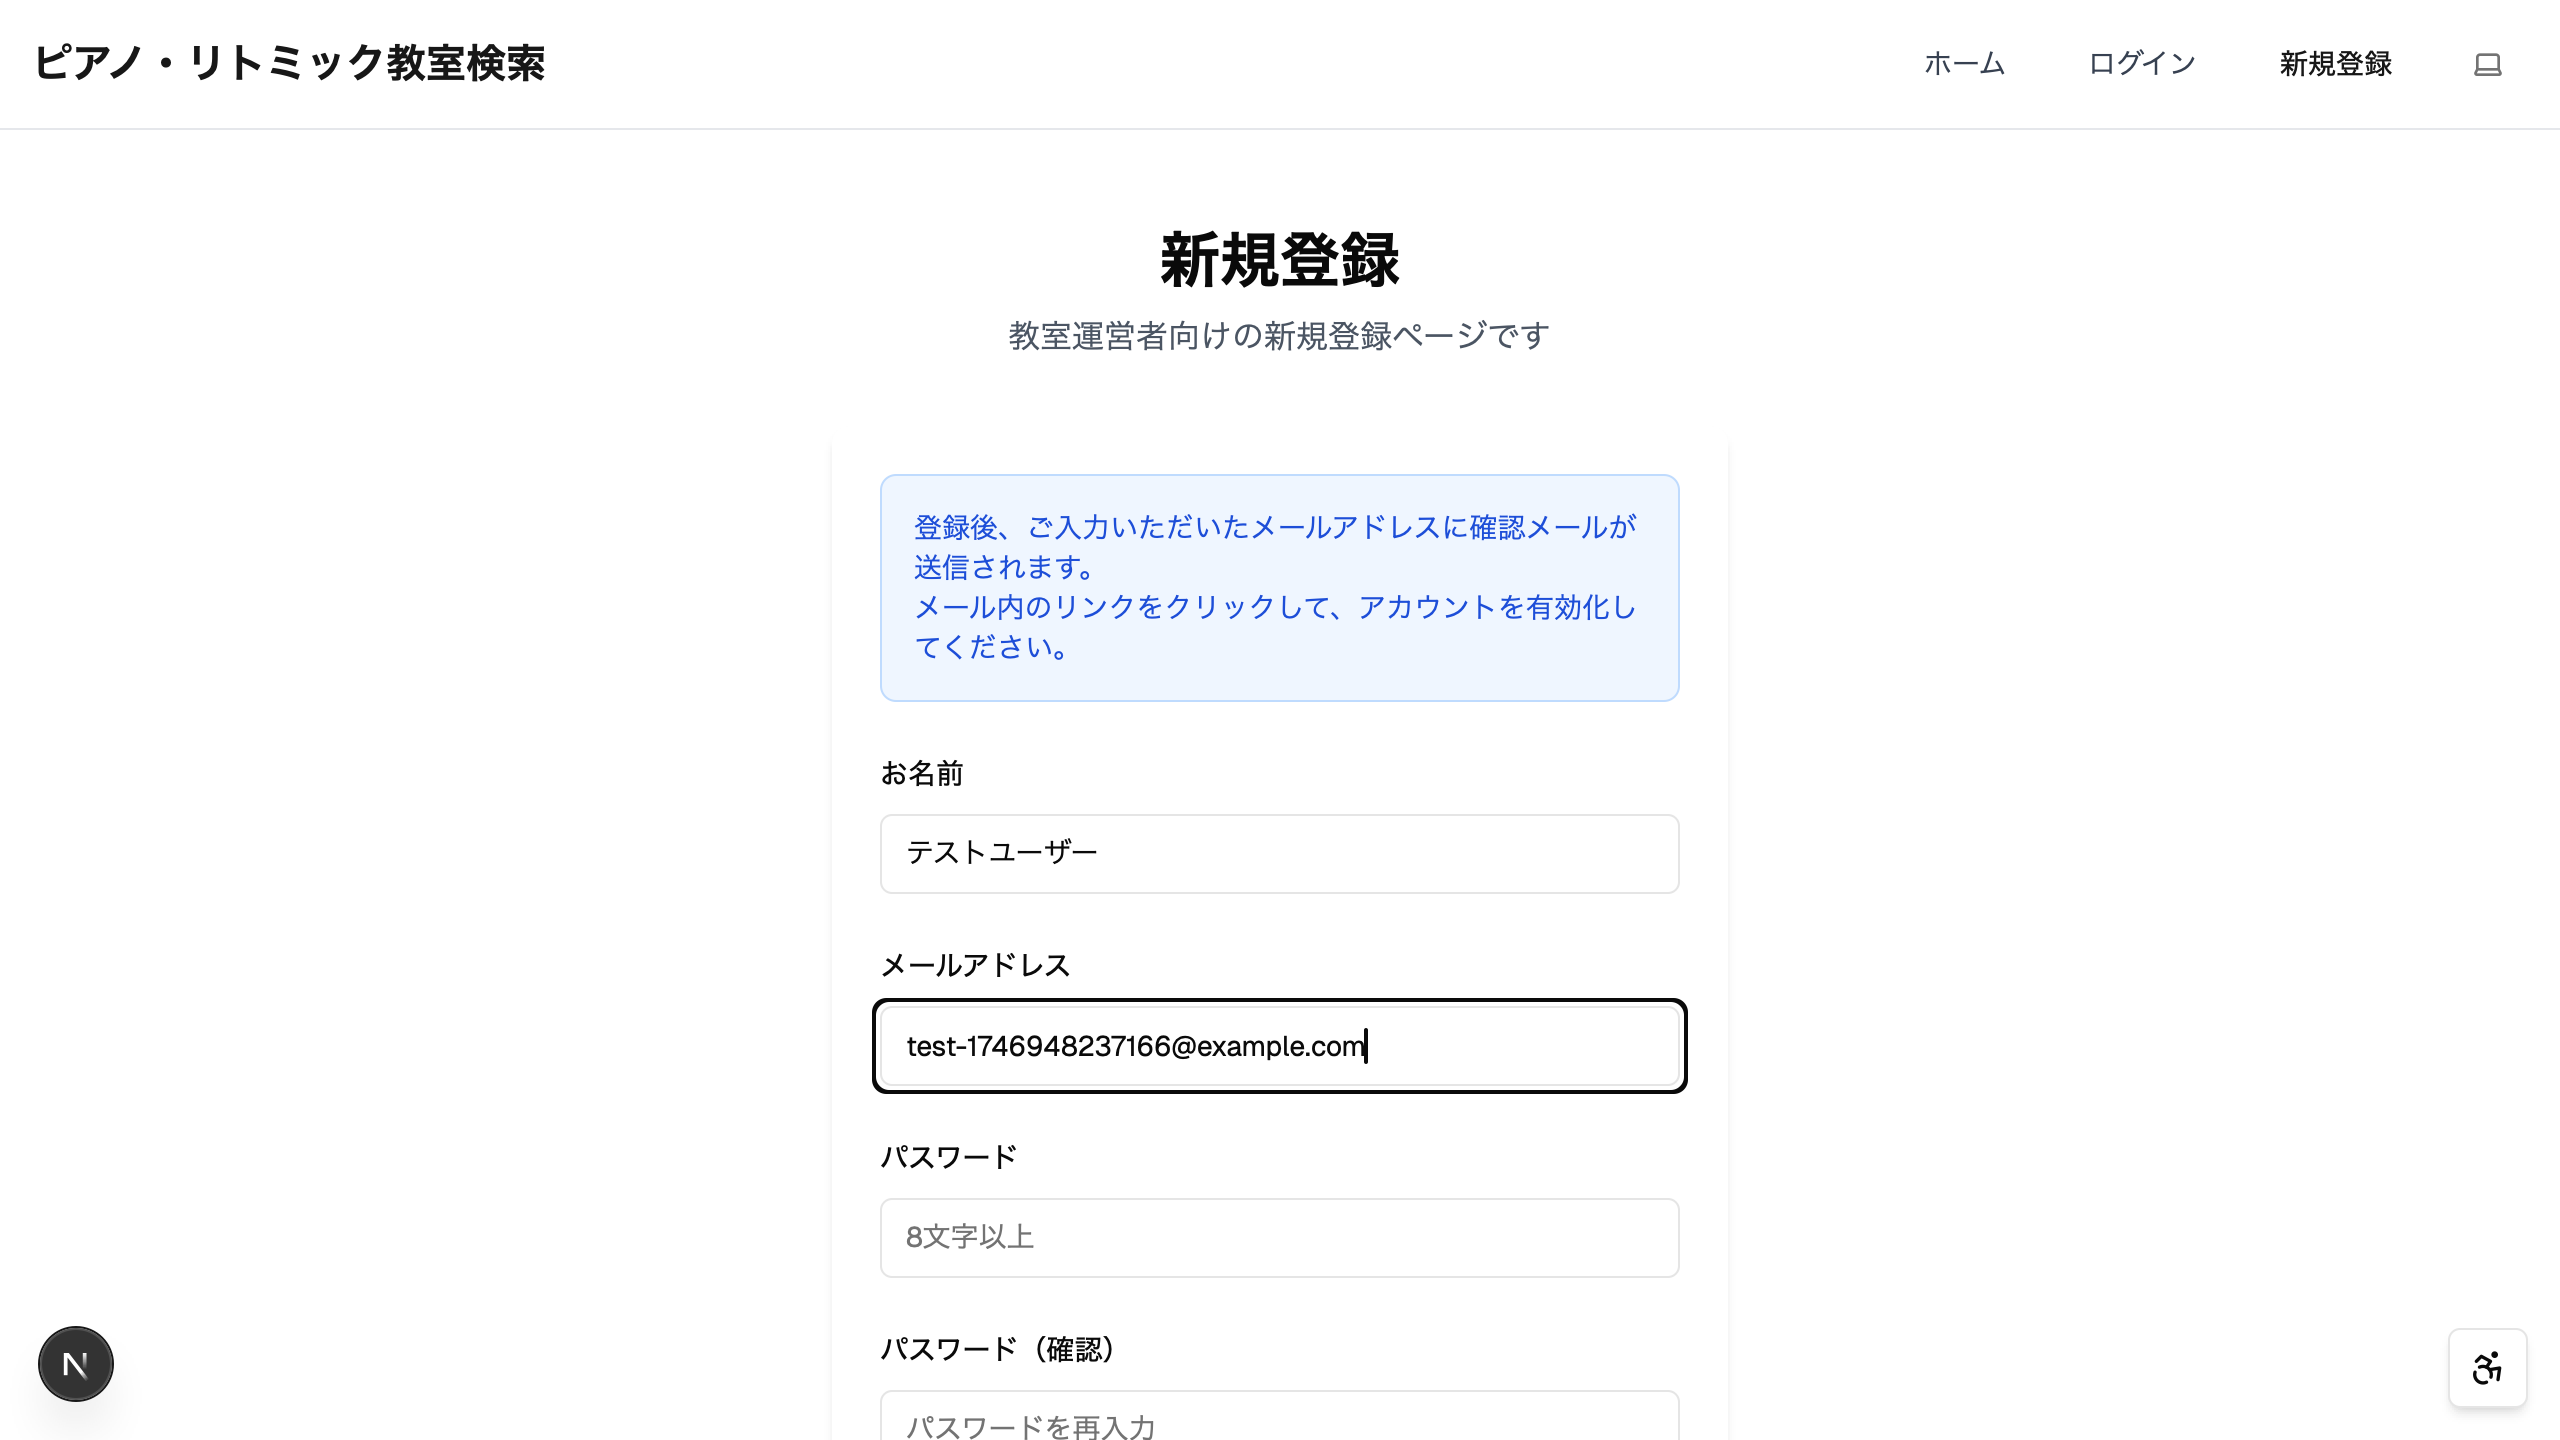 ピアノ・リトミック教室検索
ホーム
ログイン
新規登録
新規登録
教室運営者向けの新規登録ページです
登録後、ご入力いただいたメールアドレスに確認メールが
送信されます。
メール内のリンクをクリックして、アカウントを有効化し
てください。
お名前
テストユーザー
メールアドレス
test-1746948237166@example.com
パスワード
8文字以上
パスワード（確認）
パスワードを再入力
N